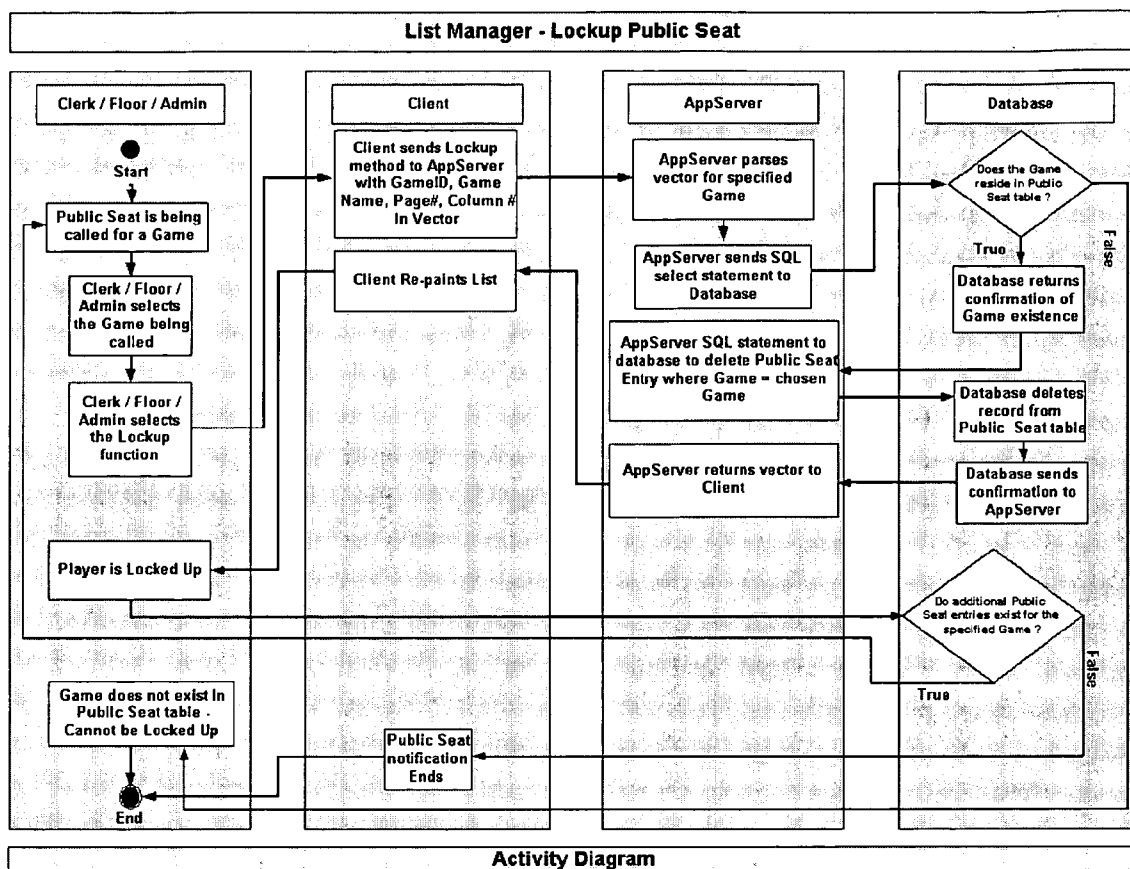 List Manager - Lockup Public Seat
Clerk / Floor / Admin
Start
Public Seat is being
called for a Game
Clerk / Floor /
Admin selects
the Game being
called
Clerk / Floor /
Admin selects
the Lockup
function
Player is Locked Up
Game does not exist in
Public Seat table -
Cannot be Locked Up
End
Client
Client sends Lockup
method to AppServer
with GameID, Game
Name, Page#, Column #
In Vector
Client Re-paints List
Public Seat
notification
Ends
AppServer
AppServer parses
vector for specified
Game
AppServer sends SQL
select statement to
Database
AppServer SQL statement to
database to delete Public Seat
Entry where Game = chosen
Game
AppServer returns vector to
Client
Database
Does the Game
reside in Public
Seat table ?
True
False
Database returns
confirmation of
Game existence
Database deletes
record from
Public Seat table
Database sends
confirmation to
AppServer
Do additional Public
Seat entries exist for the
specified Game ?
True
False
Activity Diagram